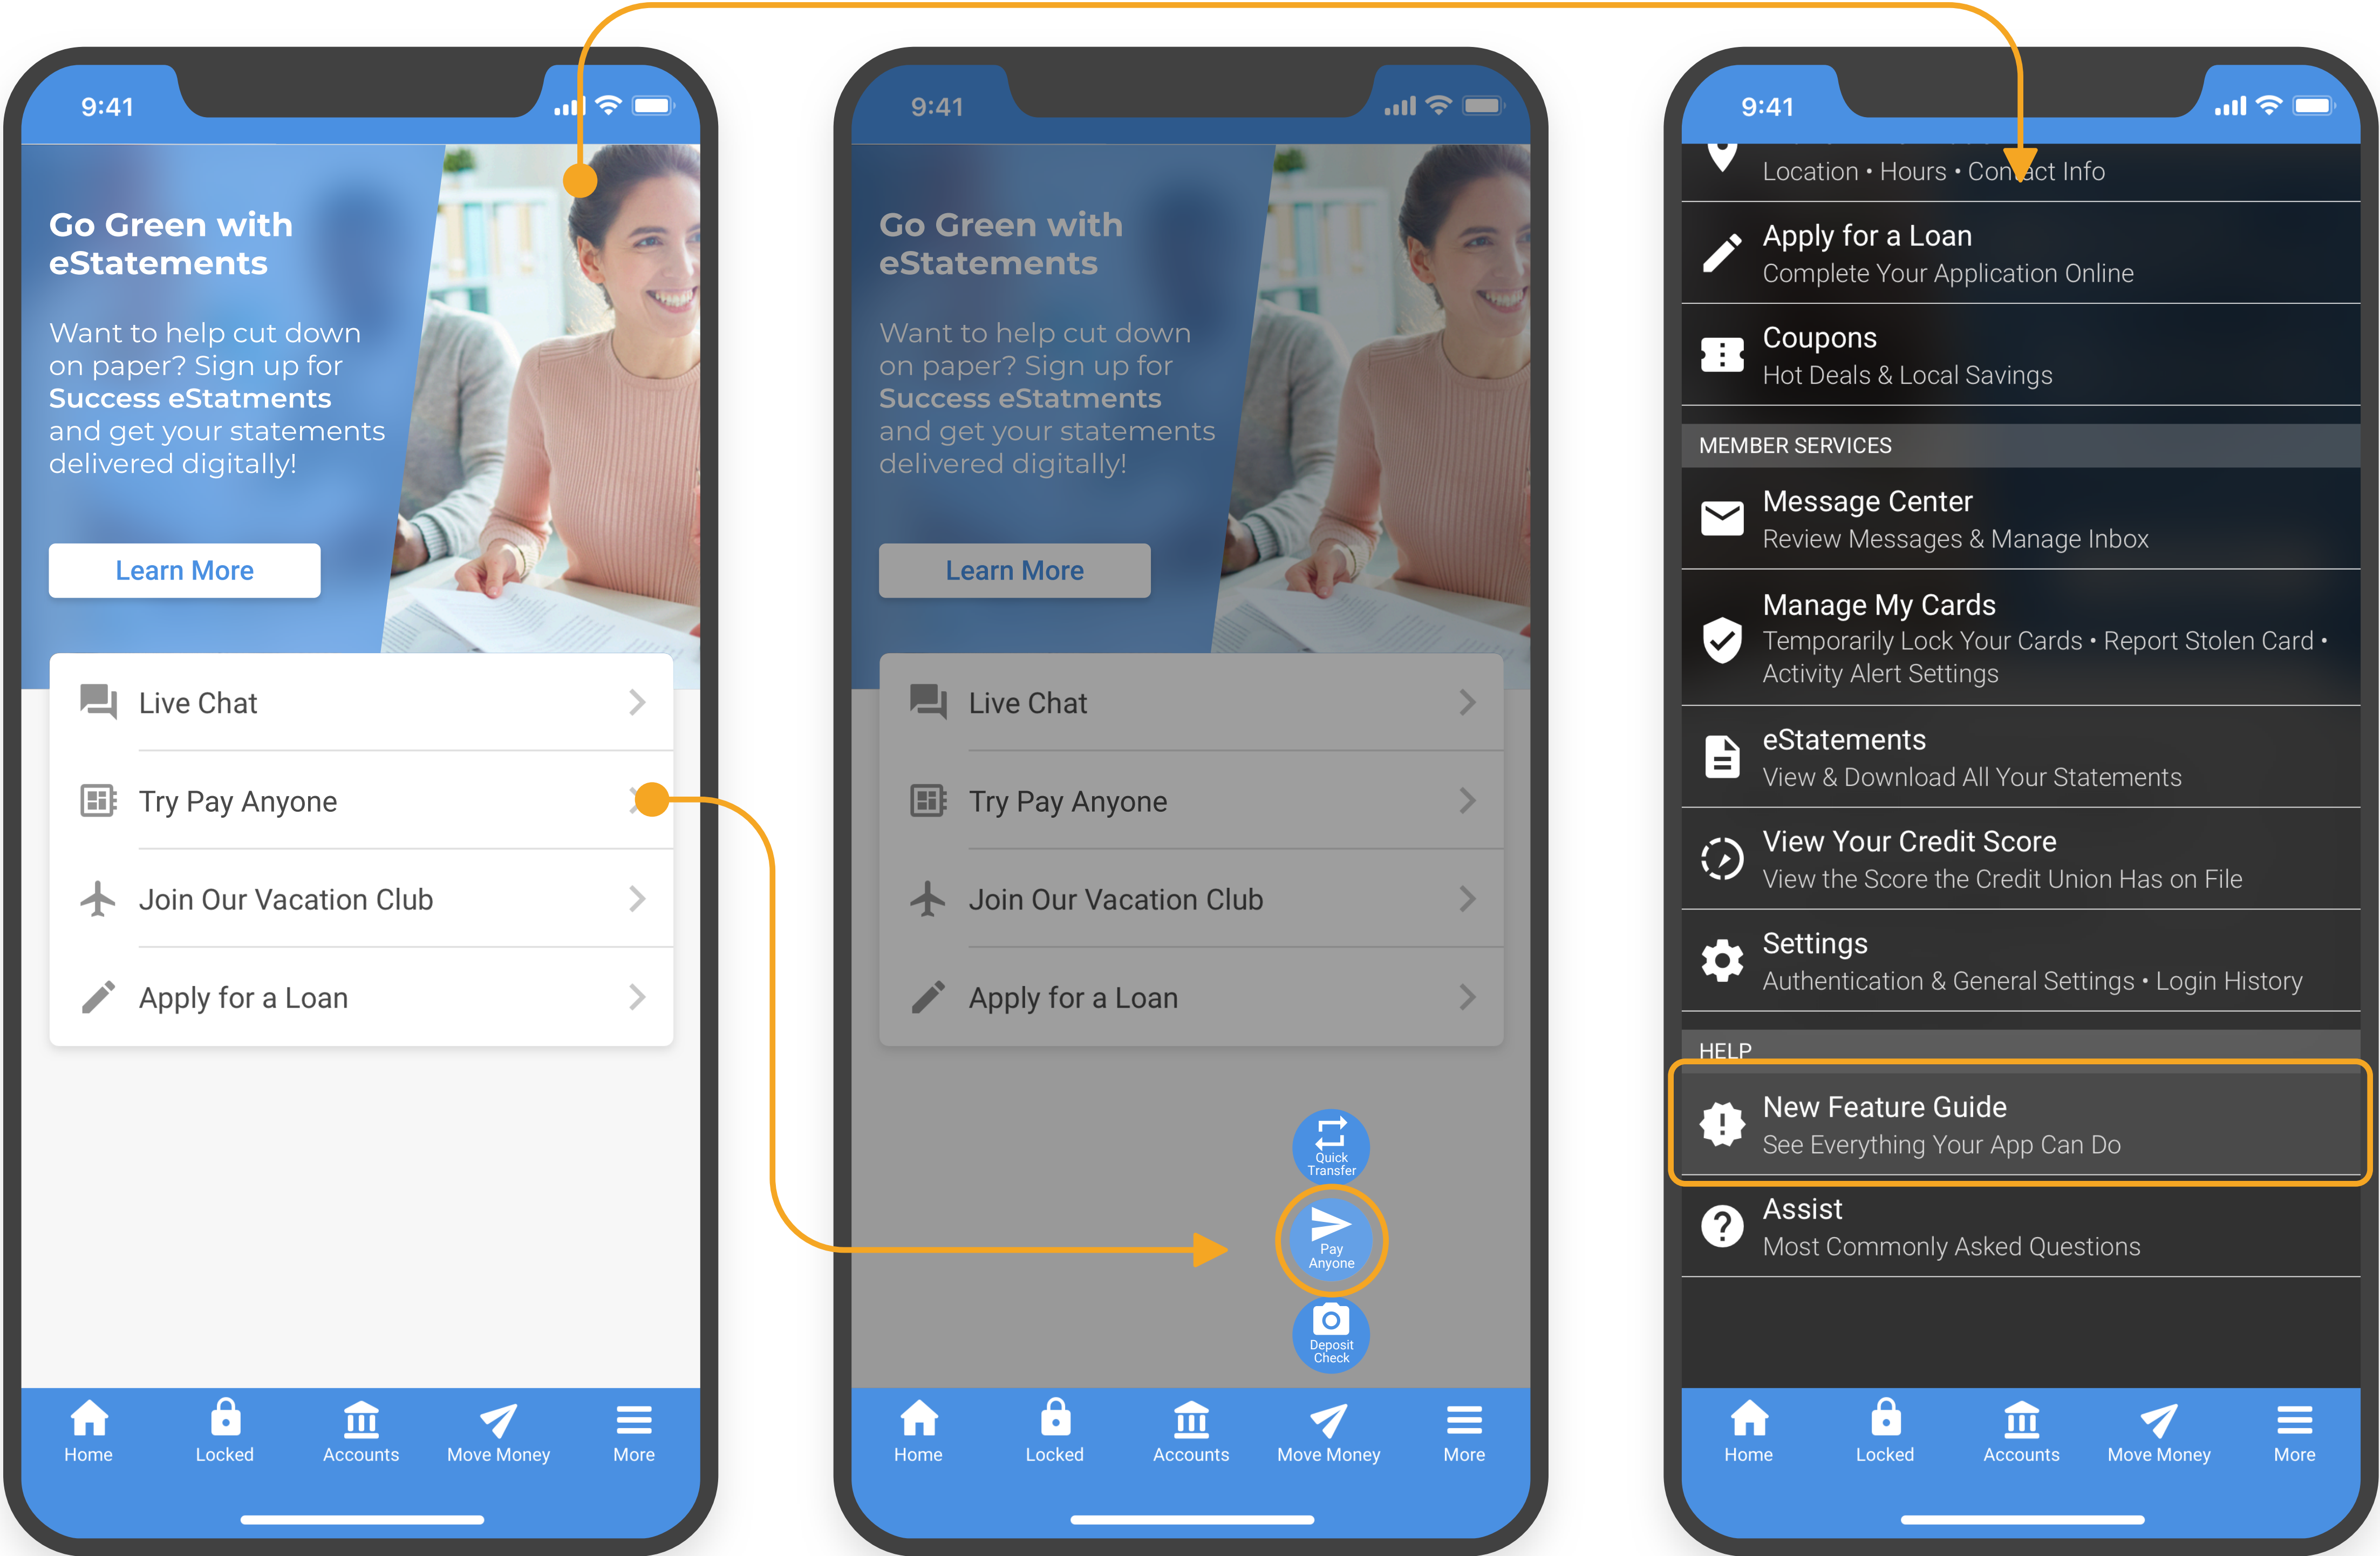 9:41
Go Green with
eStatements
Want to help cut down
on paper? Sign up for
Success eStatments
and get your statements
delivered digitally!
Learn More
Live Chat
Try Pay Anyone
Join Our Vacation Club
Apply for a Loan
Home
Locked
Accounts
Move Money
More
9:41
Go Green with
eStatements
Want to help cut down
on paper? Sign up for
Success eStatments
and get your statements
delivered digitally!
Learn More
Live Chat
Try Pay Anyone
Join Our Vacation Club
Apply for a Loan
Quick
Transfer
Pay
Anyone
Deposit
Check
Home
Locked
Accounts
Move Money
More
9:41
Location • Hours • Contact Info
Apply for a Loan
Complete Your Application Online
Coupons
Hot Deals & Local Savings
MEMBER SERVICES
Message Center
Review Messages & Manage Inbox
Manage My Cards
Temporarily Lock Your Cards • Report Stolen Card •
Activity Alert Settings
eStatements
View & Download All Your Statements
View Your Credit Score
View the Score the Credit Union Has on File
Settings
Authentication & General Settings • Login History
HELP
New Feature Guide
See Everything Your App Can Do
Assist
Most Commonly Asked Questions
Home
Locked
Accounts
Move Money
More